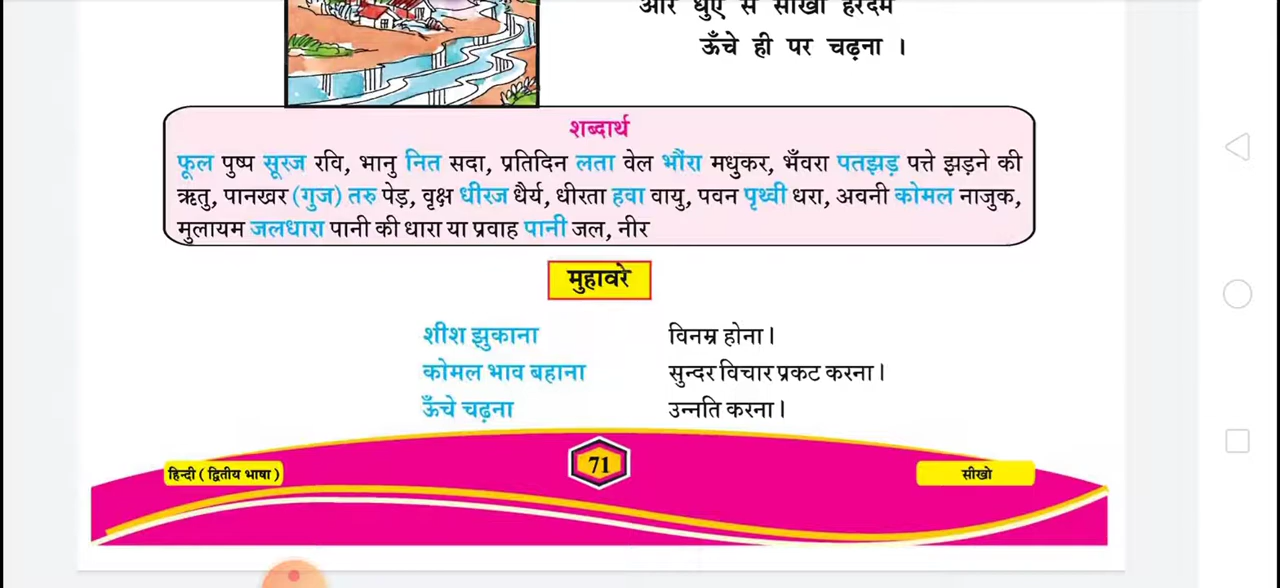 और धुएँ से सीखो हरदम
ऊँचे ही पर चढ़ना ।
शब्दार्थ
फूल पुष्प सूरज रवि, भानु नित सदा, प्रतिदिन लता वेल भौंरा मधुकर, भँवरा पतझड़ पत्ते झड़ने की
ऋतु, पानखर (गुज) तरु पेड़, वृक्ष धीरज धैर्य, धीरता हवा वायु, पवन पृथ्वी धरा, अवनी कोमल नाजुक,
मुलायम जलधारा पानी की धारा या प्रवाह पानी जल, नीर
मुहावरे
शीश झुकाना विनम्र होना।
कोमल भाव बहाना सुन्दर विचार प्रकट करना।
ऊँचे चढ़ना उन्नति करना।
हिन्दी ( द्वितीय भाषा ) 71 सीखो